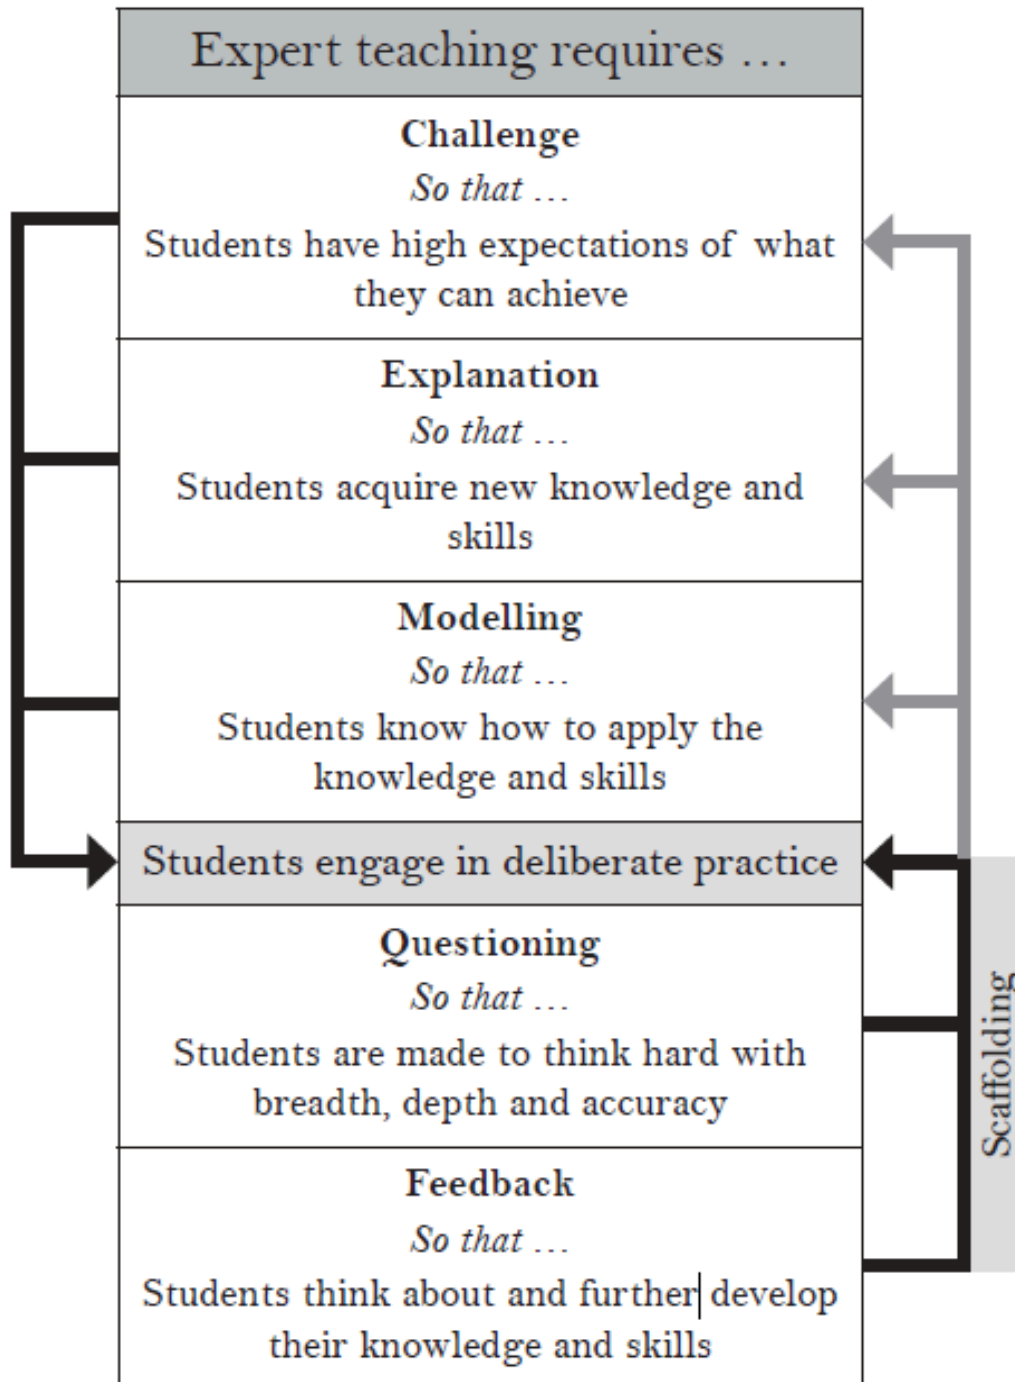 Expert teaching requires …
Challenge
So that …
Students have high expectations of what
they can achieve
Explanation
So that …
Students acquire new knowledge and
skills
Modelling
So that …
Students know how to apply the
knowledge and skills
Students engage in deliberate practice
Questioning
So that …
Students are made to think hard with
breadth, depth and accuracy
Feedback
So that …
Students think about and further develop
their knowledge and skills
Scaffolding